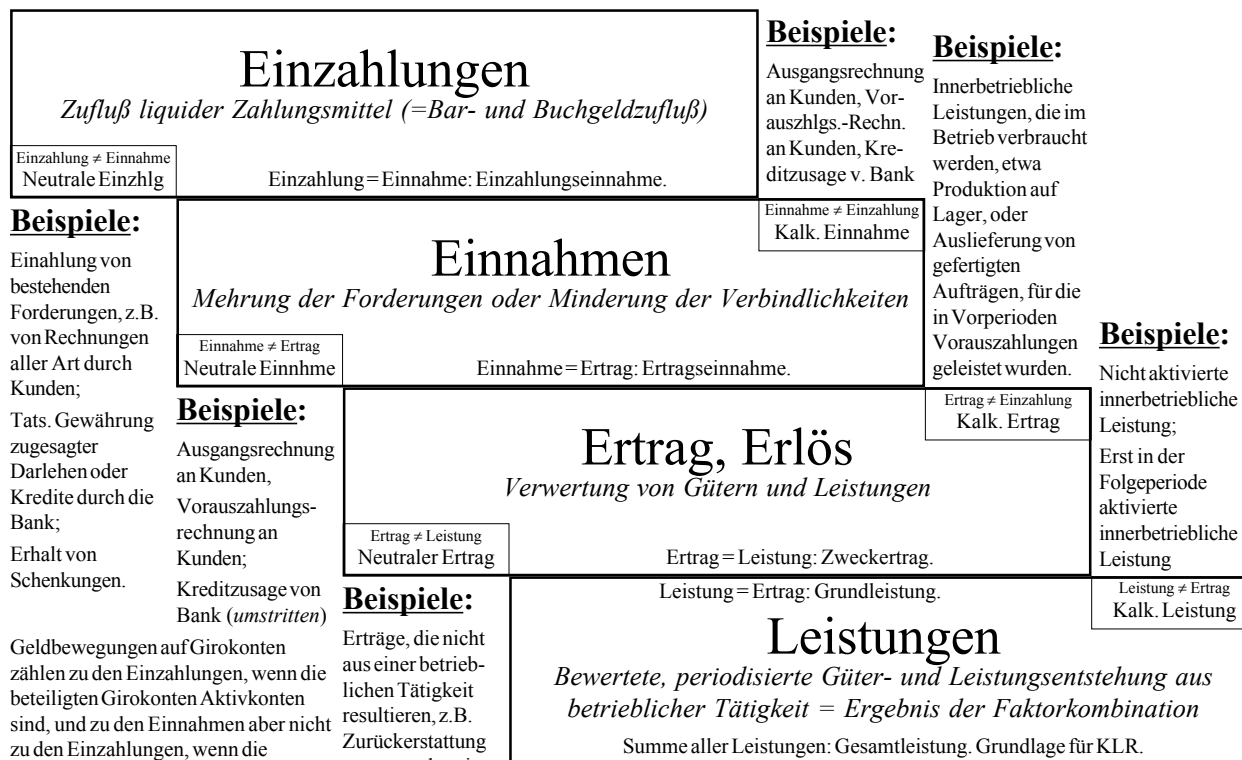 Einzahlungen
Zufluß liquider Zahlungsmittel (=Bar- und Buchgeldzufluß)
Einzahlung ≠ Einnahme
Neutrale Einzhlg
Einzahlung = Einnahme: Einzahlungseinnahme.
Beispiele:
Ausgangsrechnung
an Kunden, Vor-
auszhlgs.-Rechn.
an Kunden, Kre-
ditzusage v. Bank
Beispiele:
Innerbetriebliche
Leistungen, die im
Betrieb verbraucht
werden, etwa
Produktion auf
Lager, oder
Auslieferung von
gefertigten
Aufträgen, für die
in Vorperioden
Vorauszahlungen
geleistet wurden.
Beispiele:
Einahlung von
bestehenden
Forderungen, z.B.
von Rechnungen
aller Art durch
Kunden;
Tats. Gewährung
zugesagter
Darlehen oder
Kredite durch die
Bank;
Erhalt von
Schenkungen.
Einnahme ≠ Einzahlung
Kalk. Einnahme
Einnahmen
Mehrung der Forderungen oder Minderung der Verbindlichkeiten
Einnahme ≠ Ertrag
Neutrale Einnhme
Einnahme = Ertrag: Ertragseinnahme.
Beispiele:
Nicht aktivierte
innerbetriebliche
Leistung;
Erst in der
Folgeperiode
aktivierte
innerbetriebliche
Leistung
Beispiele:
Ausgangsrechnung
an Kunden,
Vorauszahlungs-
rechnung an
Kunden;
Kreditzusage von
Bank (umstritten)
Ertrag ≠ Einzahlung
Kalk. Ertrag
Ertrag, Erlös
Verwertung von Gütern und Leistungen
Ertrag ≠ Leistung
Neutraler Ertrag
Ertrag = Leistung: Zweckertrag.
Geldbewegungen auf Girokonten
zählen zu den Einzahlungen, wenn die
beteiligten Girokonten Aktivkonten
sind, und zu den Einnahmen aber nicht
zu den Einzahlungen, wenn die
Beispiele:
Erträge, die nicht
aus einer betrieb-
lichen Tätigkeit
resultieren, z.B.
Zurückerstattung
Leistung = Ertrag: Grundleistung.
Leistung ≠ Ertrag
Kalk. Leistung
Leistungen
Bewertete, periodisierte Güter- und Leistungsentstehung aus
betrieblicher Tätigkeit = Ergebnis der Faktorkombination
Summe aller Leistungen: Gesamtleistung. Grundlage für KLR.